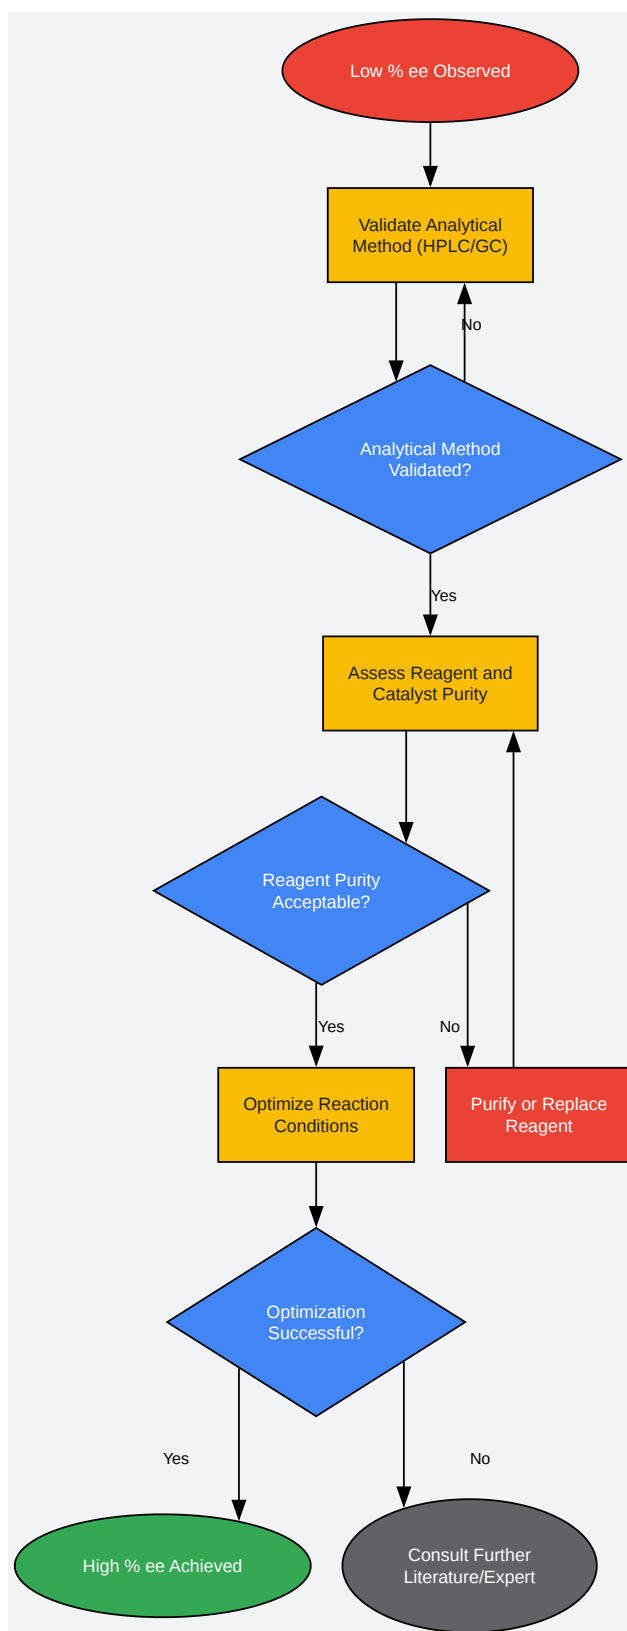 Low % ee Observed
Validate Analytical
Method (HPLC/GC)
No
Analytical Method
Validated?
Yes
Assess Reagent and
Catalyst Purity
Reagent Purity
Acceptable?
Yes
No
Optimize Reaction
Conditions
Purify or Replace
Reagent
Optimization
Successful?
Yes
No
High % ee Achieved
Consult Further
Literature/Expert